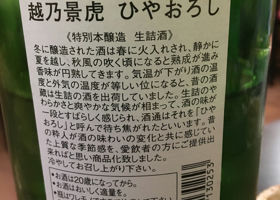 越乃景虎 ひやおろし
《特別本醸造 生詰酒》
冬に醸造された酒は春に火入れされ、静かに
夏を越し、秋風の吹く頃になると熟成が進み
香味が円熟してきます。気温が下がり酒の温
度と外気の温度が等しい位になると、昔の酒
蔵は生詰の酒を出荷していました。生詰酒の
やわらかさと爽やかな気候が相まって、酒の味が
一段とすばらしく感じられ、酒通はそれを「ひや
おろし」と呼んで待ち焦がれたといいます。昔
の粋人が酒の味わいの変化と共に感じてい
た上質な季節感を、愛飲者の方にご提供出
来ればと思い商品化致しました。
冷やしてお召し上がり下さい。
●お酒は20歳になってから。
●お酒はおいしく適量を。
30253